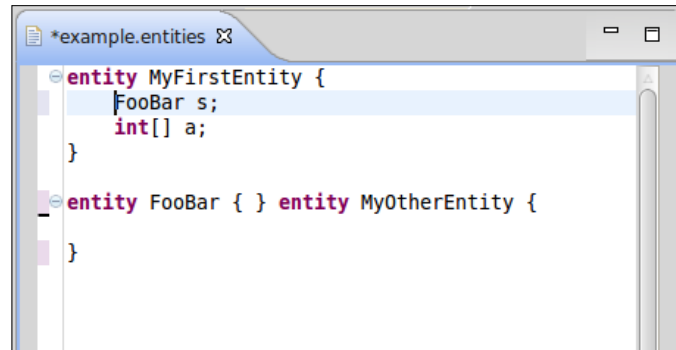 *example.entities
entity MyFirstEntity {
    FooBar s;
    int[] a;
}
entity FooBar { } entity MyOtherEntity {
}